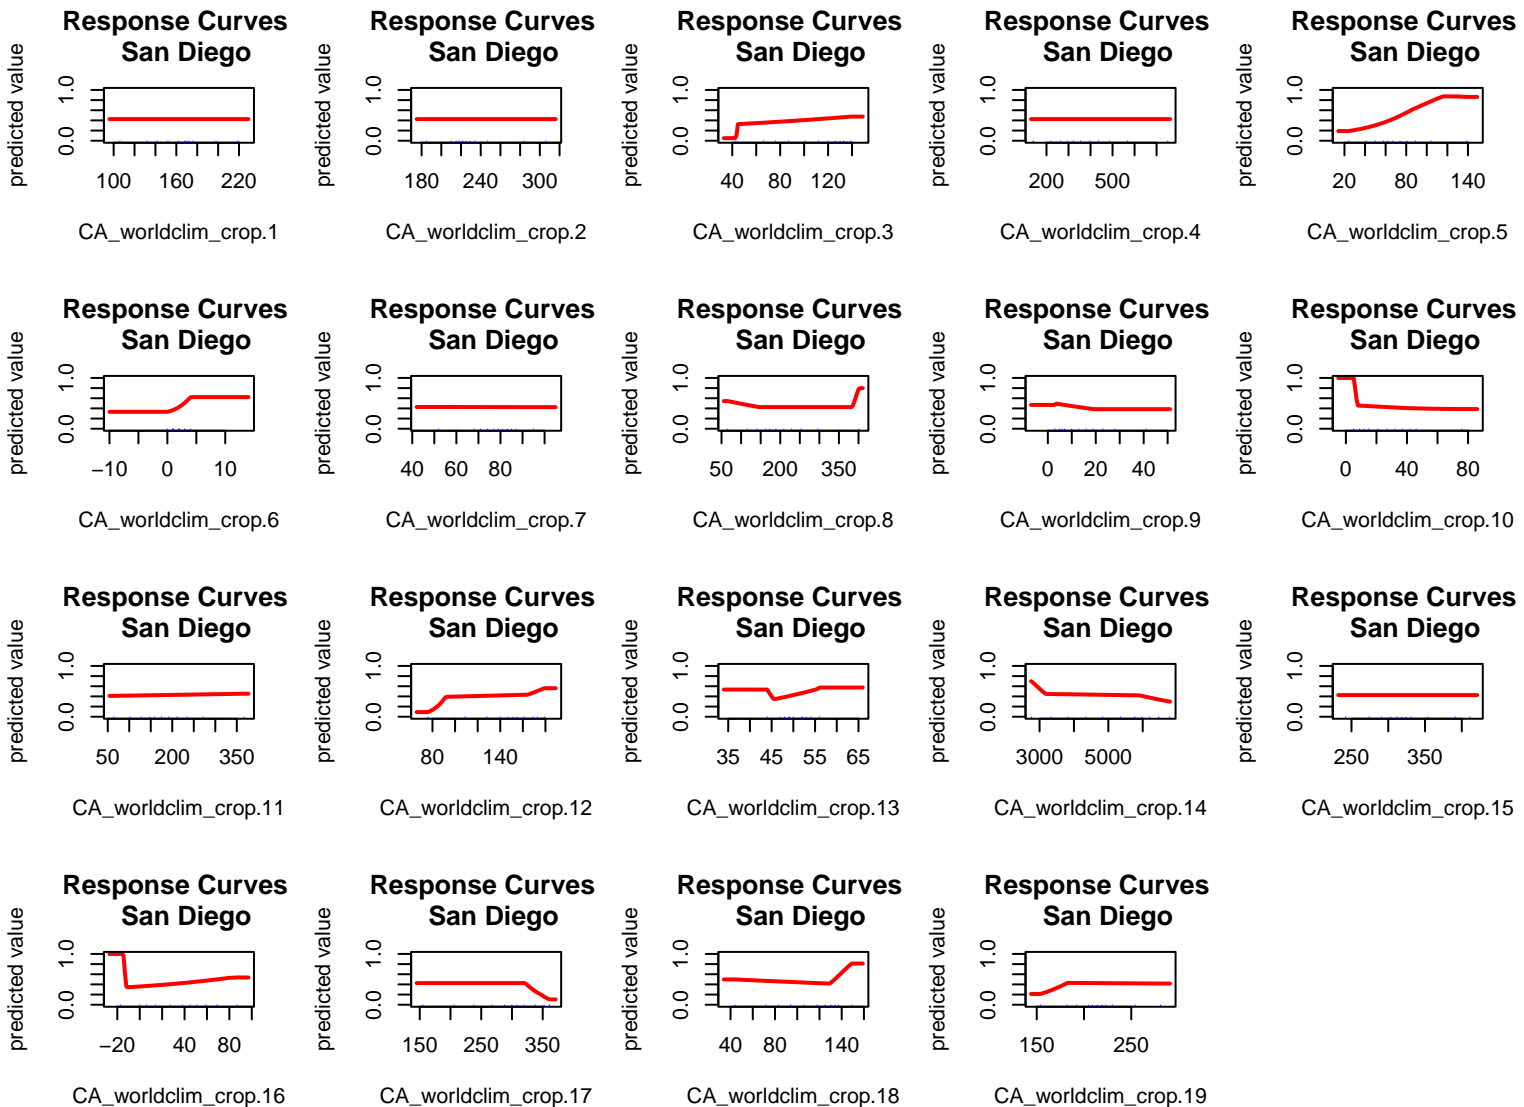 Response Curves
San Diego
predicted value
0.0 1.0
100 160 220
CA_worldclim_crop.1
Response Curves
San Diego
predicted value
0.0 1.0
180 240 300
CA_worldclim_crop.2
Response Curves
San Diego
predicted value
0.0 1.0
40 80 120
CA_worldclim_crop.3
Response Curves
San Diego
predicted value
0.0 1.0
200 500
CA_worldclim_crop.4
Response Curves
San Diego
predicted value
0.0 1.0
20 80 140
CA_worldclim_crop.5
Response Curves
San Diego
predicted value
0.0 1.0
−10 0 10
CA_worldclim_crop.6
Response Curves
San Diego
predicted value
0.0 1.0
40 60 80
CA_worldclim_crop.7
Response Curves
San Diego
predicted value
0.0 1.0
50 200 350
CA_worldclim_crop.8
Response Curves
San Diego
predicted value
0.0 1.0
0 20 40
CA_worldclim_crop.9
Response Curves
San Diego
predicted value
0.0 1.0
0 40 80
CA_worldclim_crop.10
Response Curves
San Diego
predicted value
0.0 1.0
50 200 350
CA_worldclim_crop.11
Response Curves
San Diego
predicted value
0.0 1.0
80 140
CA_worldclim_crop.12
Response Curves
San Diego
predicted value
0.0 1.0
35 45 55 65
CA_worldclim_crop.13
Response Curves
San Diego
predicted value
0.0 1.0
3000 5000
CA_worldclim_crop.14
Response Curves
San Diego
predicted value
0.0 1.0
250 350
CA_worldclim_crop.15
Response Curves
San Diego
predicted value
0.0 1.0
−20 40 80
CA_worldclim_crop.16
Response Curves
San Diego
predicted value
0.0 1.0
150 250 350
CA_worldclim_crop.17
Response Curves
San Diego
predicted value
0.0 1.0
40 80 140
CA_worldclim_crop.18
Response Curves
San Diego
predicted value
0.0 1.0
150 250
CA_worldclim_crop.19